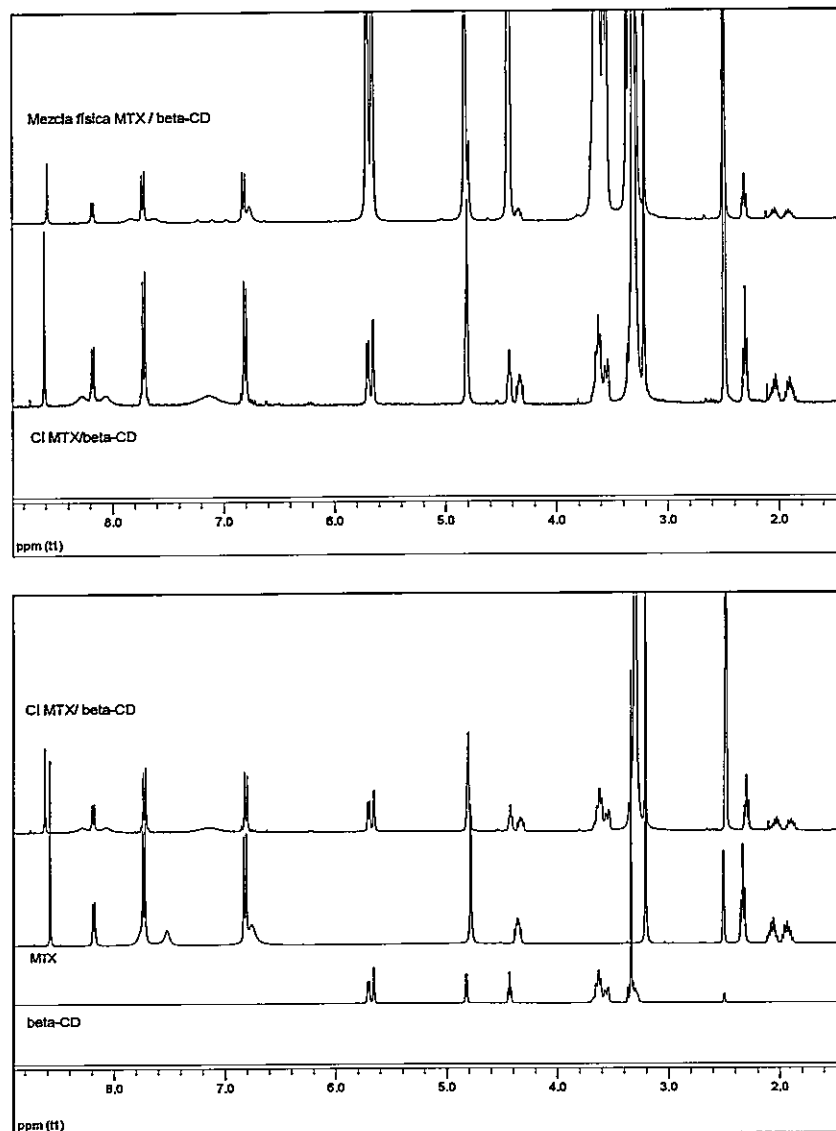 Mezcla física MTX / beta-CD
CI MTX/beta-CD
8.0 7.0 6.0 5.0 4.0 3.0 2.0
ppm (t1)
CI MTX/ beta-CD
MTX
beta-CD
8.0 7.0 6.0 5.0 4.0 3.0 2.0
ppm (t1)